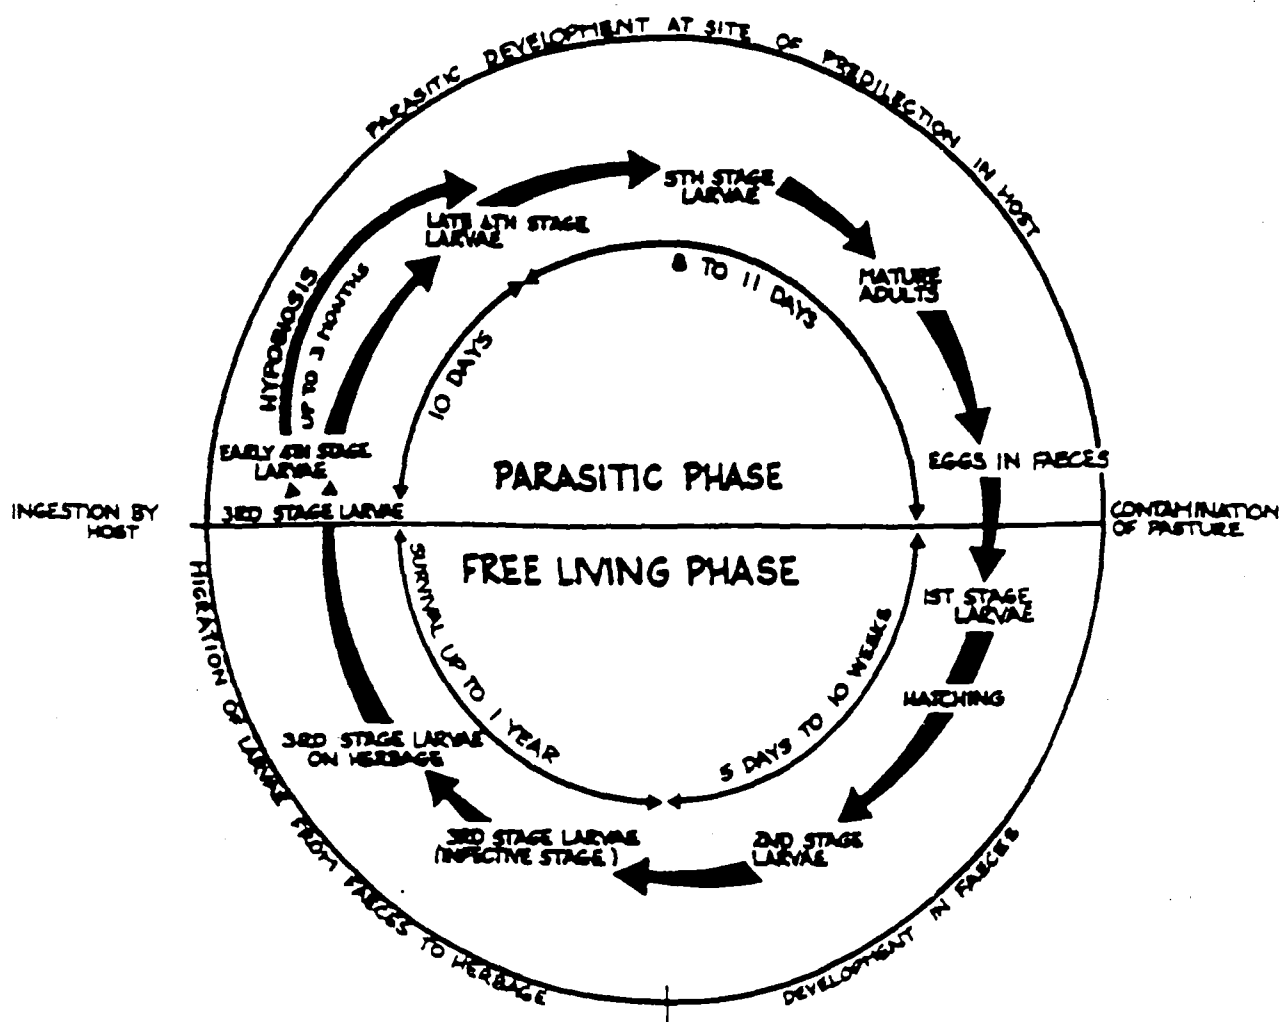 PARASITIC DEVELOPMENT AT SITE OF PREDILECTION IN HOST
5TH STAGE
LARVAE
LATE 4TH STAGE
LARVAE
8 TO 11 DAYS
MATURE
ADULTS
HYPOBIOSIS
UP TO 3 MONTHS
10 DAYS
EARLY 4TH STAGE
LARVAE
PARASITIC PHASE
EGGS IN FAECES
INGESTION BY
HOST
3RD STAGE LARVAE
CONTAMINATION
OF PASTURE
FREE LIVING PHASE
1ST STAGE
LARVAE
SURVIVAL UP TO 1 YEAR
5 DAYS TO 10 WEEKS
HATCHING
3RD STAGE LARVAE
ON HERBAGE
3RD STAGE LARVAE
(INFECTIVE STAGE)
2ND STAGE
LARVAE
MIGRATION OF LARVAE FROM FAECES TO HERBAGE
DEVELOPMENT IN FAECES